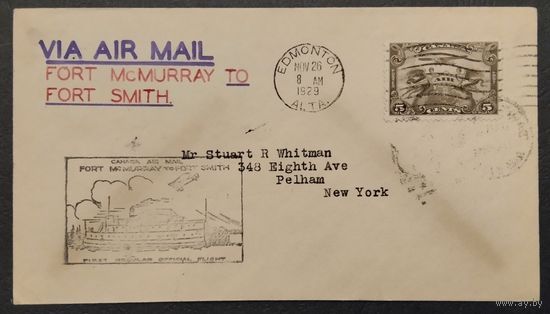 VIA AIR MAIL
FORT McMURRAY TO
FORT SMITH.
EDMONTON
NOV 26
8 AM
1929
ALTA.
CANADA
AIR
5 CENTS 5
Mr Stuart R Whitman
348 Eighth Ave
Pelham
New York
CANADA AIR MAIL
FORT McMURRAY TO FORT SMITH
FIRST REGULAR OFFICIAL FLIGHT
www.ay.by